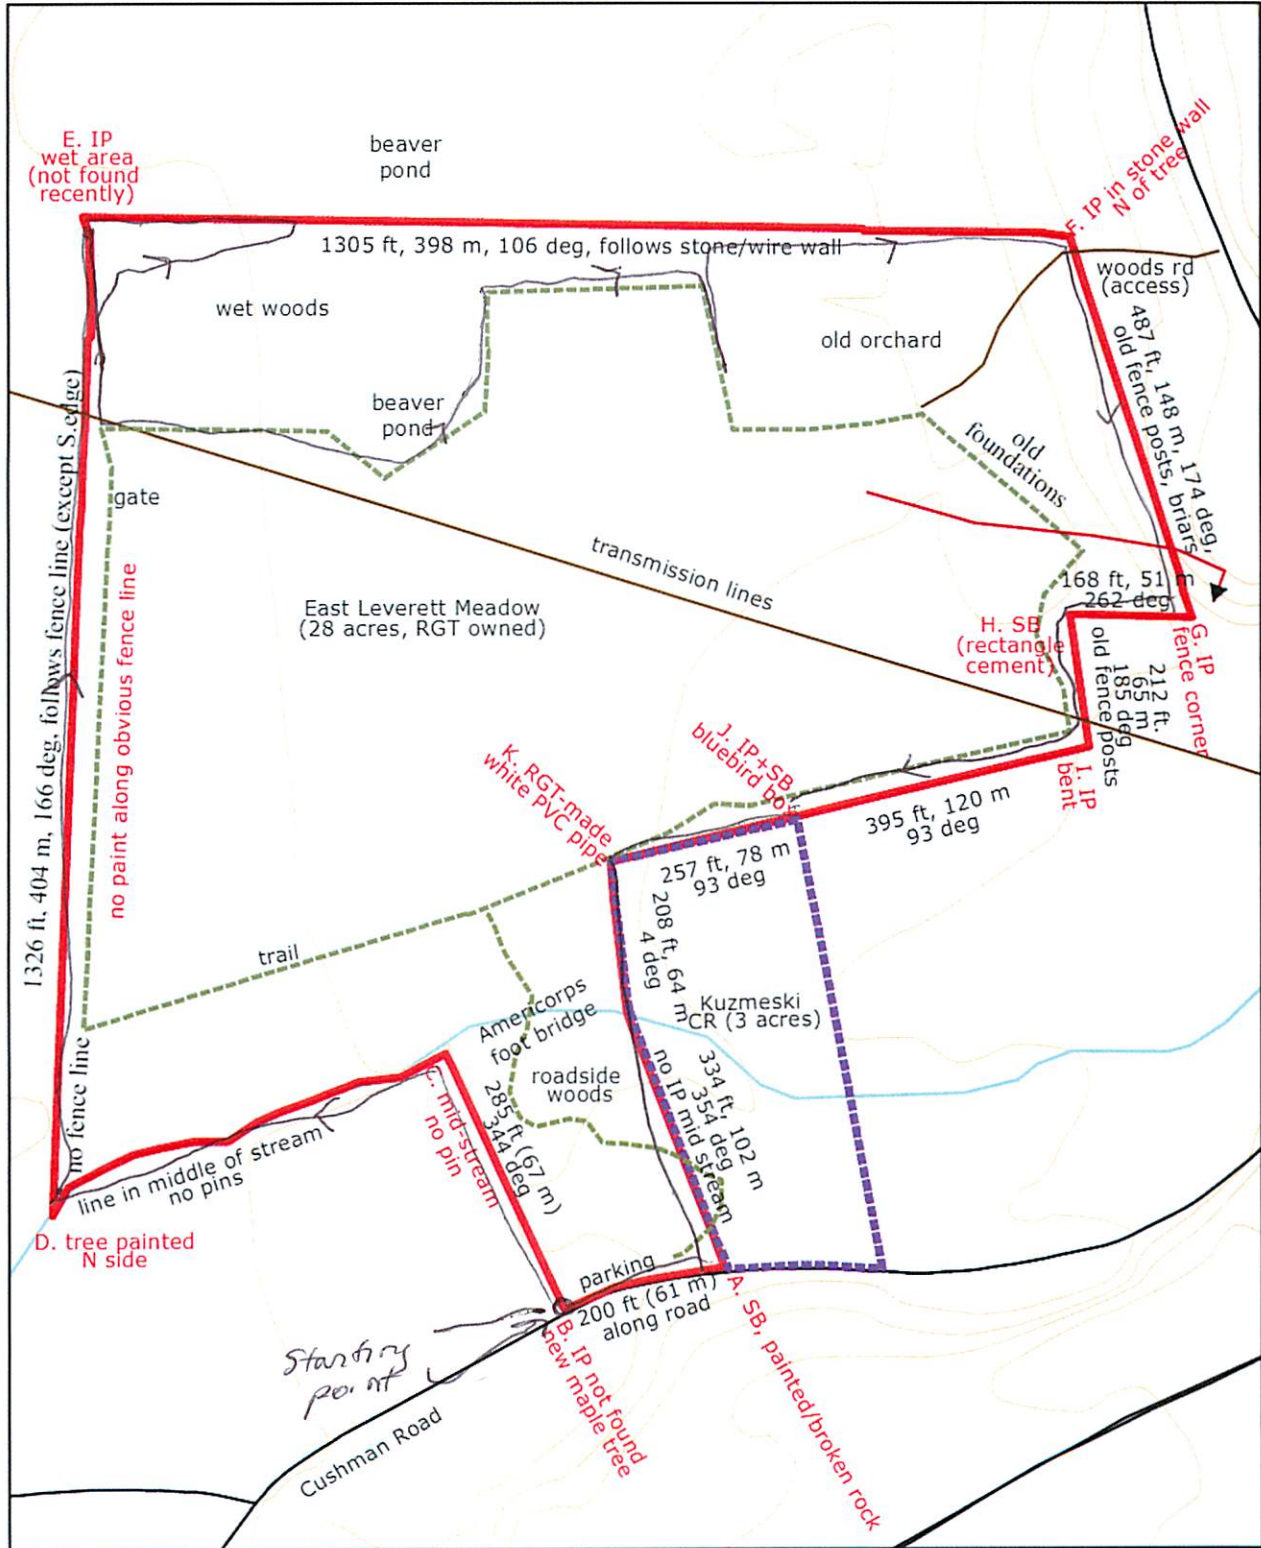 E. IP
wet area
(not found
recently)
beaver
pond
F. IP in stone wall
N of tree
1305 ft, 398 m, 106 deg, follows stone/wire wall
woods rd
(access)
wet woods
old orchard
487 ft, 148 m, 174 deg,
old fence posts, briars
beaver
pond
old
foundations
gate
1326 ft, 404 m, 166 deg, follows fence line (except S.edge)
no paint along obvious fence line
transmission lines
East Leverett Meadow
(28 acres, RGT owned)
168 ft, 51 m
262 deg
H. SB
(rectangle
cement)
G. IP
fence corner
212 ft.
65 m
185 deg
old fence posts
I. IP
bent
J. IP+SB
bluebird box
K. RGT-made
white PVC pipe
395 ft, 120 m
93 deg
257 ft, 78 m
93 deg
208 ft, 64 m
4 deg
trail
Kuzmeski
CR (3 acres)
Americorps
foot bridge
roadside
woods
no fence line
C. mid-stream
no pin
285 ft (67 m)
344 deg
334 ft, 102 m
354 deg
no IP mid stream
line in middle of stream
no pins
D. tree painted
N side
parking
200 ft (61 m)
along road
A. SB, painted/broken rock
B. IP not found
new maple tree
Starting
point
Cushman Road